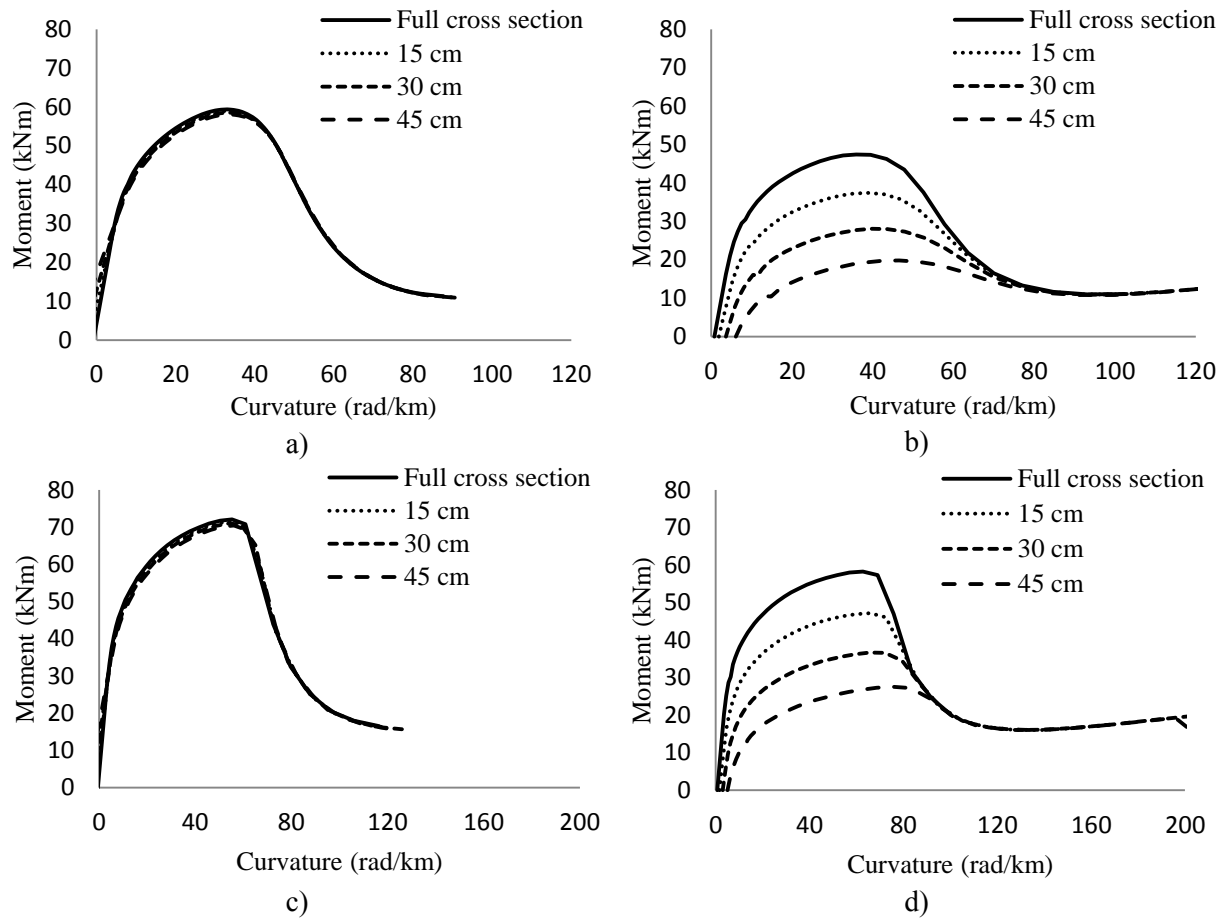 Full cross section
15 cm
30 cm
45 cm
Moment (kNm)
80
70
60
50
40
30
20
10
0
0 20 40 60 80 100 120
Curvature (rad/km)
a)
Full cross section
15 cm
30 cm
45 cm
Moment (kNm)
80
70
60
50
40
30
20
10
0
0 20 40 60 80 100 120
Curvature (rad/km)
b)
Full cross section
15 cm
30 cm
45 cm
Moment (kNm)
80
70
60
50
40
30
20
10
0
0 40 80 120 160 200
Curvature (rad/km)
c)
Full cross section
15 cm
30 cm
45 cm
Moment (kNm)
80
70
60
50
40
30
20
10
0
0 40 80 120 160 200
Curvature (rad/km)
d)